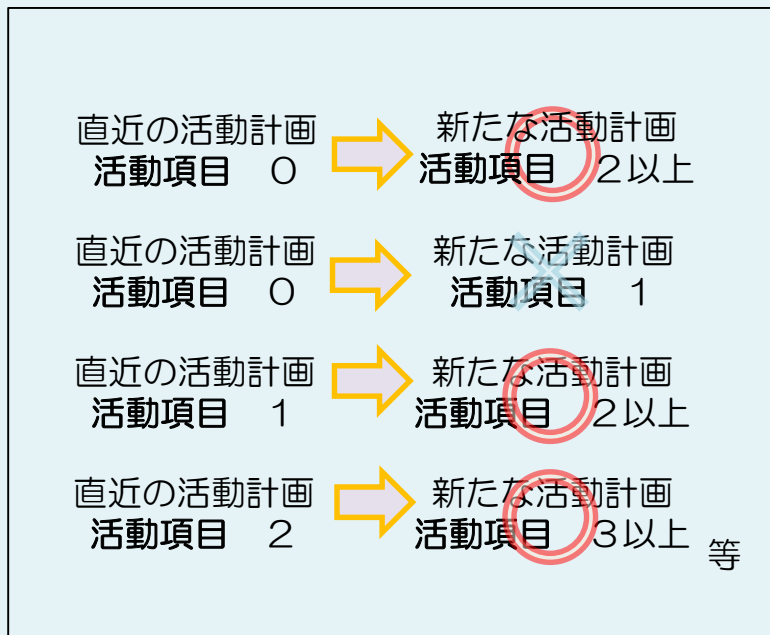 直近の活動計画
活動項目　０
新たな活動計画
活動項目　２以上
直近の活動計画
活動項目　０
新たな活動計画
活動項目　１
直近の活動計画
活動項目　１
新たな活動計画
活動項目　２以上
直近の活動計画
活動項目　２
新たな活動計画
活動項目　３以上
等